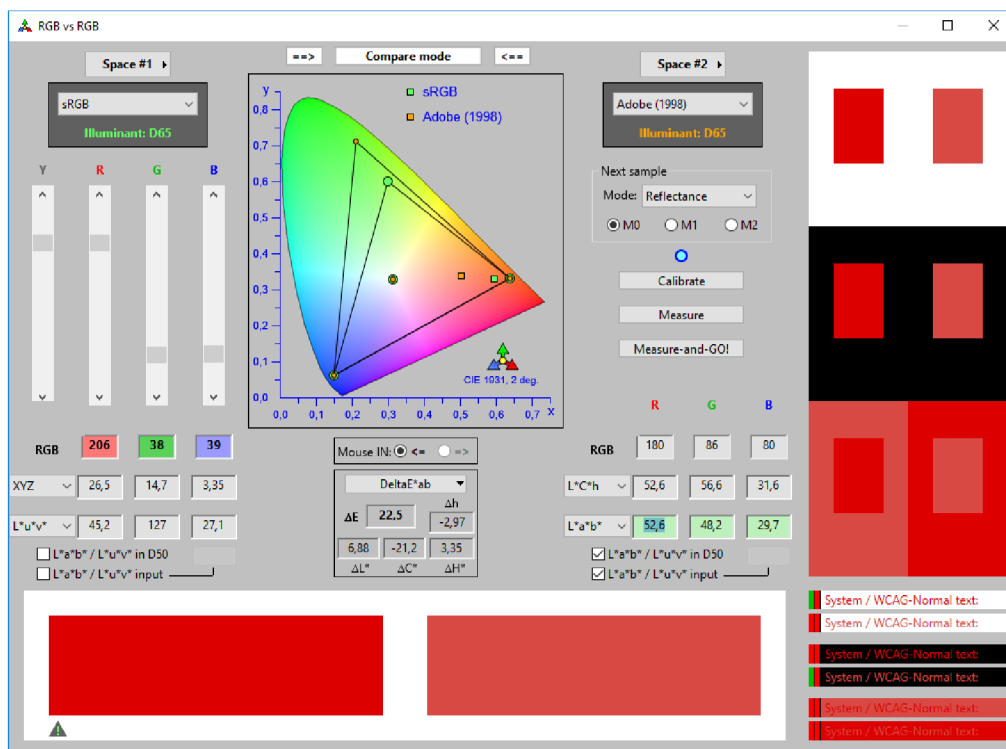 RGB vs RGB
Space #1
==>
Compare mode
<==
Space #2
sRGB
Illuminant: D65
Adobe (1998)
Illuminant: D65
y
0,8
0,7
0,6
0,5
0,4
0,3
0,2
0,1
0,0
sRGB
Adobe (1998)
CIE 1931, 2 deg.
0,0 0,1 0,2 0,3 0,4 0,5 0,6 0,7 x
Y R G B
Next sample
Mode: Reflectance
M0 M1 M2
Calibrate
Measure
Measure-and-GO!
RGB 206 38 39
XYZ 26,5 14,7 3,35
L*u*v* 45,2 127 27,1
L*a*b* / L*u*v* in D50
L*a*b* / L*u*v* input
Mouse IN: <= =>
DeltaE*ab
ΔE 22,5
Δh
-2,97
6,88 -21,2 3,35
ΔL* ΔC* ΔH*
R G B
RGB 180 86 80
L*C*h 52,6 56,6 31,6
L*a*b* 52,6 48,2 29,7
L*a*b* / L*u*v* in D50
L*a*b* / L*u*v* input
System / WCAG-Normal text:
System / WCAG-Normal text:
System / WCAG-Normal text:
System / WCAG-Normal text:
System / WCAG-Normal text:
System / WCAG-Normal text: